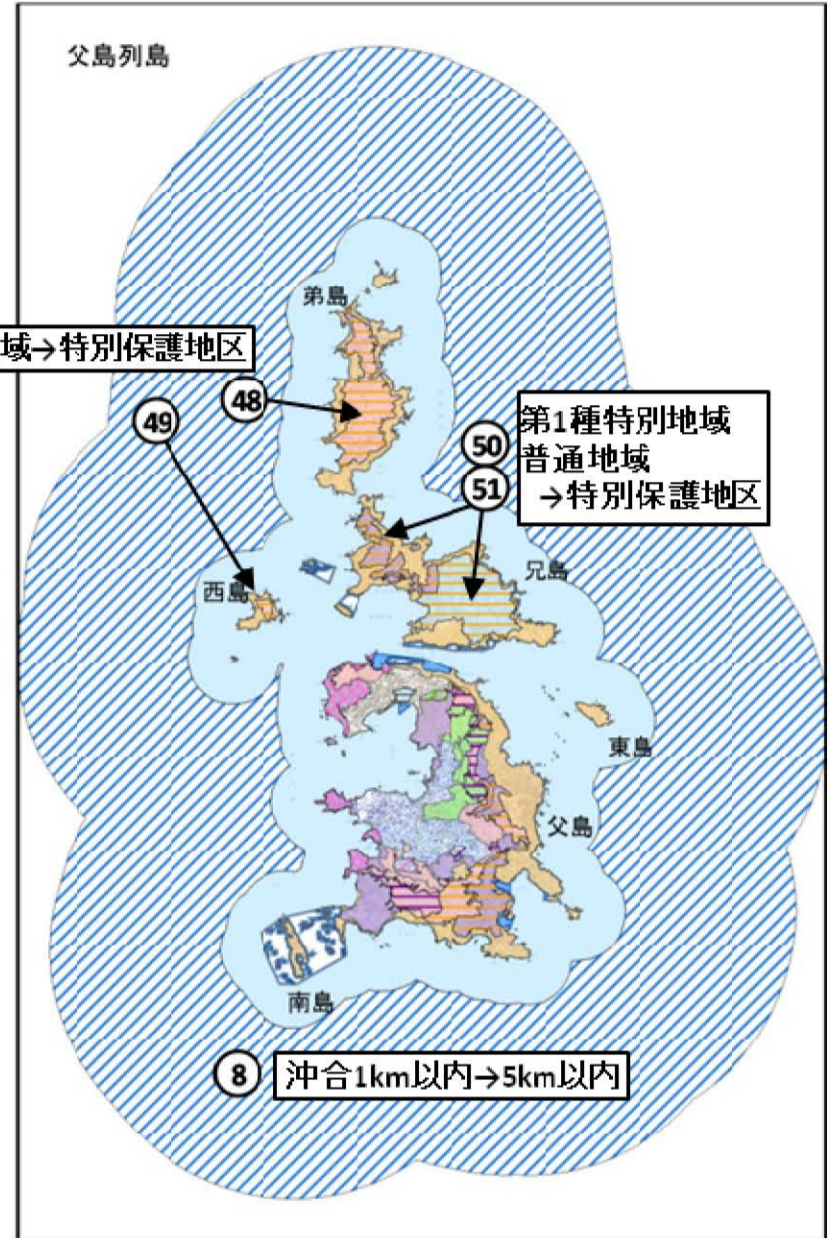 父島列島
弟島
域→特別保護地区
48
49
50
51
第1種特別地域
普通地域
→特別保護地区
西島
兄島
東島
父島
南島
8
沖合1km以内→5km以内